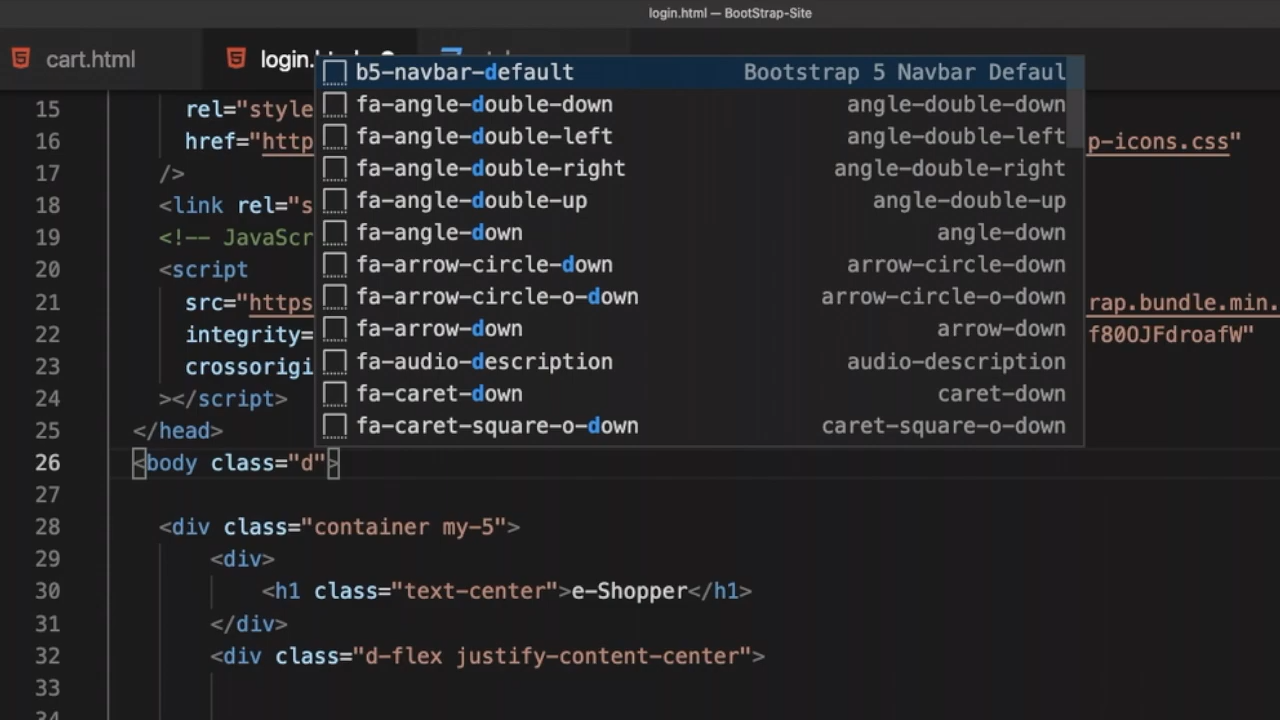 login.html — BootStrap-Site
cart.html
login.
b5-navbar-default Bootstrap 5 Navbar Defaul
fa-angle-double-down angle-double-down
fa-angle-double-left angle-double-left
fa-angle-double-right angle-double-right
fa-angle-double-up angle-double-up
fa-angle-down angle-down
fa-arrow-circle-down arrow-circle-down
fa-arrow-circle-o-down arrow-circle-o-down
fa-arrow-down arrow-down
fa-audio-description audio-description
fa-caret-down caret-down
fa-caret-square-o-down caret-square-o-down
15 rel="style
16 href="http p-icons.css"
17 />
18 <link rel="s
19 <!-- JavaScr
20 <script
21 src="https rap.bundle.min.
22 integrity= f80OJFdroafW"
23 crossorigi
24 ></script>
25 </head>
26 <body class="d">
27
28 <div class="container my-5">
29 <div>
30 <h1 class="text-center">e-Shopper</h1>
31 </div>
32 <div class="d-flex justify-content-center">
33
34